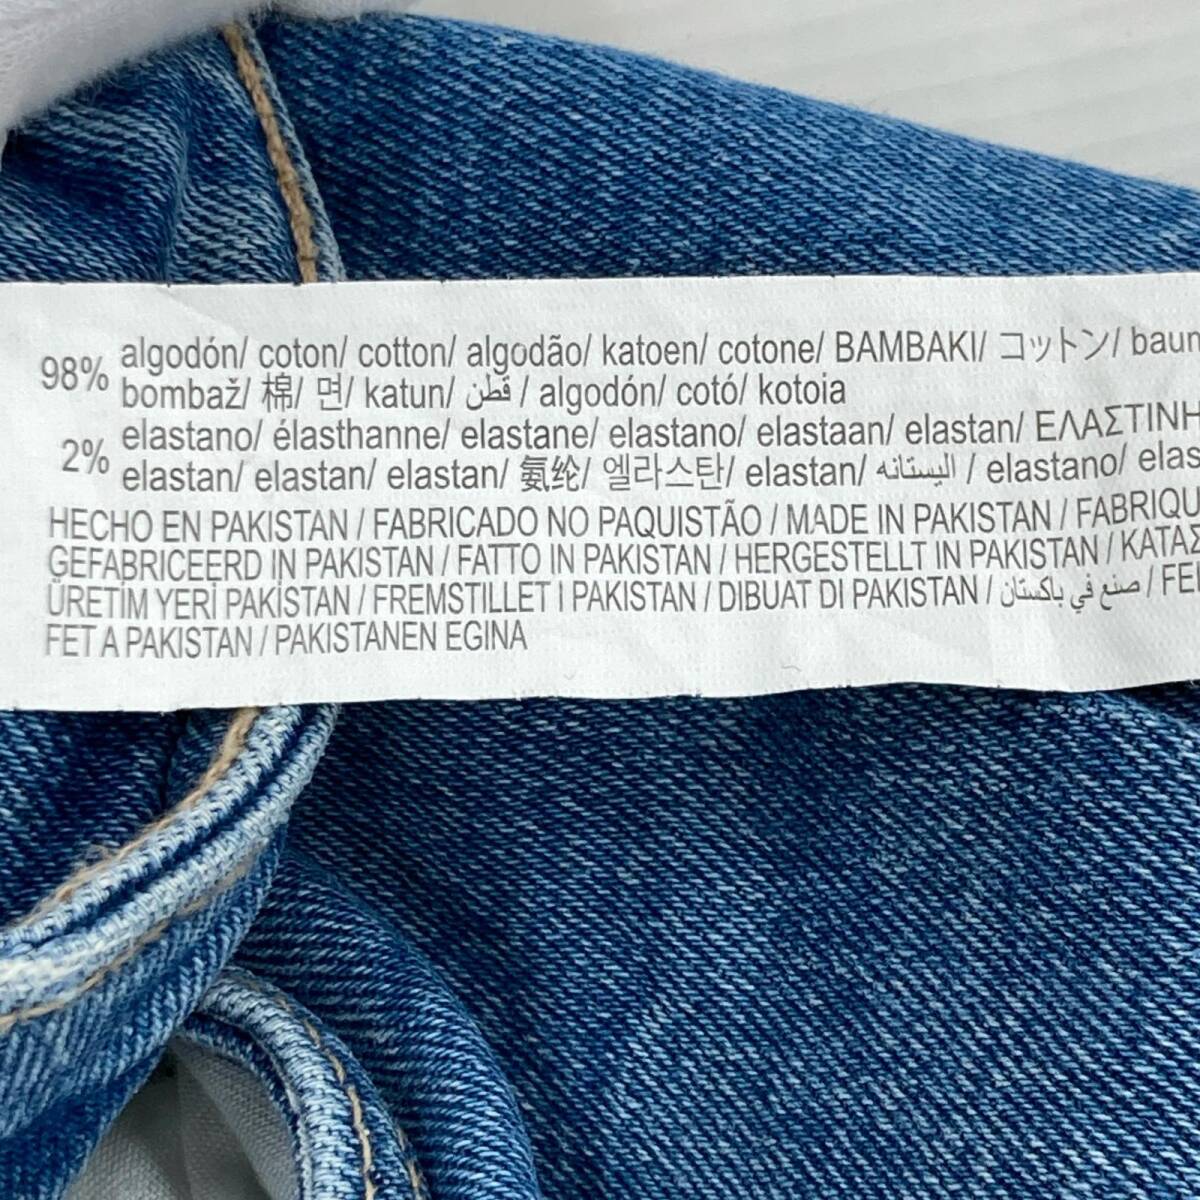 98% algodón/ coton/ cotton/ algodão/ katoen/ cotone/ BAMBAKI/ コットン/
bombaž/ 棉/ 면/ katun/ قطن / algodón/ cotó/ kotoia
2% elastano/ élasthanne/ elastane/ elastano/ elastaan/ elastan/ ΕΛΑΣΤΙΝΗ
elastan/ elastan/ elastan/ 氨纶/ 엘라스탄/ elastan/ اليستانه / elastano/
HECHO EN PAKISTAN / FABRICADO NO PAQUISTÃO / MADE IN PAKISTAN /
GEFABRICEERD IN PAKISTAN / FATTO IN PAKISTAN / HERGESTELLT IN PAKISTAN /
ÜRETİM YERİ PAKİSTAN / FREMSTILLET I PAKISTAN / DIBUAT DI PAKISTAN / صنع في باكستان /
FET A PAKISTAN / PAKISTANEN EGINA